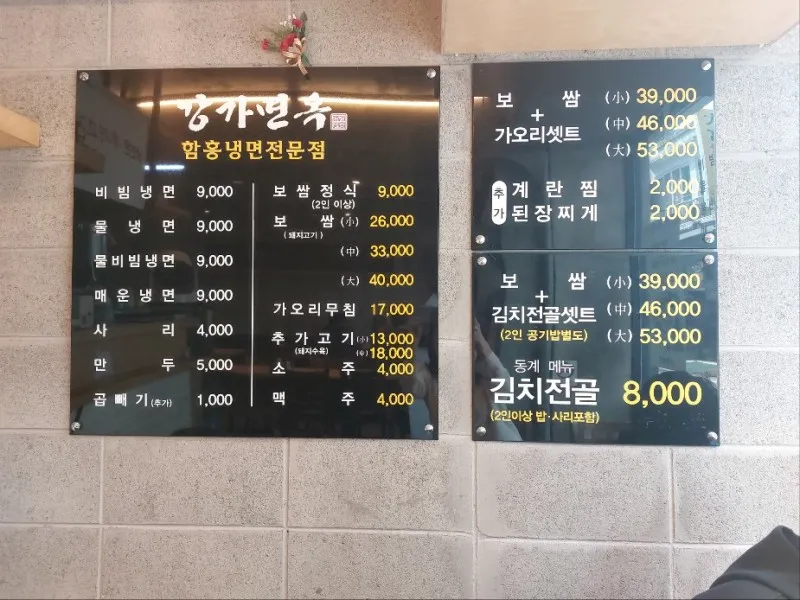 강가면옥
함흥냉면전문점
비빔냉면 9,000
물냉면 9,000
물비빔냉면 9,000
매운냉면 9,000
사리 4,000
만두 5,000
곱빼기(추가) 1,000
보쌈정식 9,000
(2인 이상)
보쌈 (小) 26,000
(돼지고기)
(中) 33,000
(大) 40,000
가오리무침 17,000
추가고기 (小) 13,000
(돼지수육) (中) 18,000
소주 4,000
맥주 4,000
보쌈 (小) 39,000
+ (中) 46,000
가오리셋트
(大) 53,000
추가
계란찜 2,000
된장찌게 2,000
보쌈 (小) 39,000
+
김치전골셋트 (中) 46,000
(2인 공기밥별도) (大) 53,000
동계 메뉴
김치전골 8,000
(2인이상 밥·사리포함)